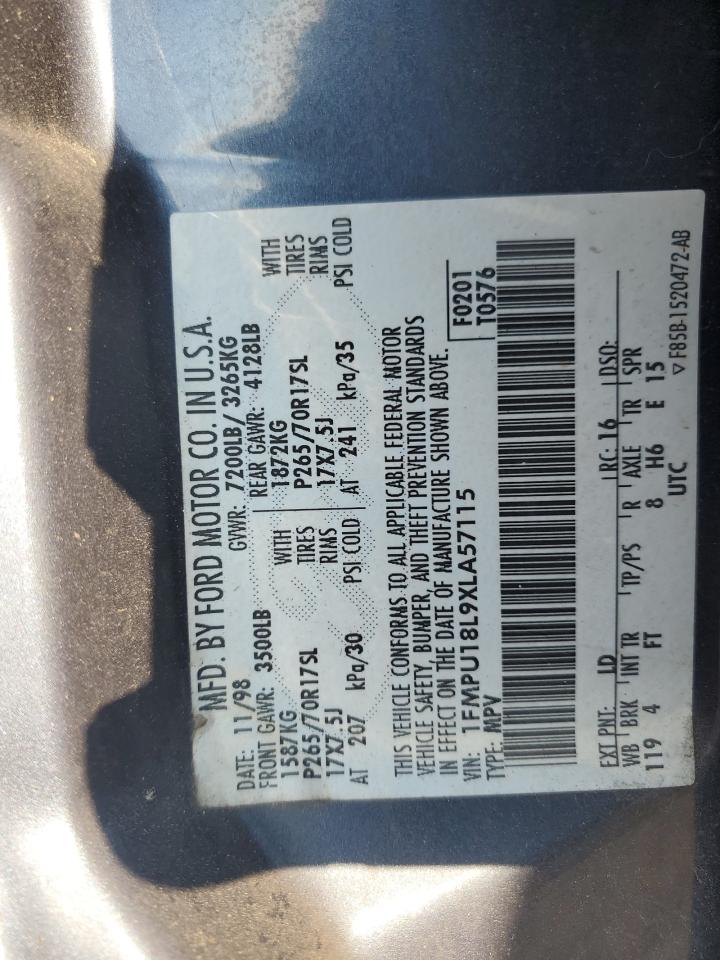 MFD. BY FORD MOTOR CO. IN U.S.A.
DATE: 11/98 GVWR: 7200LB/ 3265KG
FRONT GAWR: 3500LB REAR GAWR: 4128LB
1587KG WITH 1872KG WITH
P265/70R17SL TIRES P265/70R17SL TIRES
17X7.5J RIMS 17X7.5J RIMS
AT 207 kPa/30 PSI COLD AT 241 kPa/35 PSI COLD
THIS VEHICLE CONFORMS TO ALL APPLICABLE FEDERAL MOTOR
VEHICLE SAFETY, BUMPER, AND THEFT PREVENTION STANDARDS
IN EFFECT ON THE DATE OF MANUFACTURE SHOWN ABOVE.
VIN: 1FMPU18L9XLA57115 F0201
TYPE: MPV T0576
EXT PNT: LD RC: 16 DSO:
WB BRK INT TR TP/PS R AXLE TR SPR
119 4 FT 8 H6 E 15
UTC
▽ F85B-1520472-AB